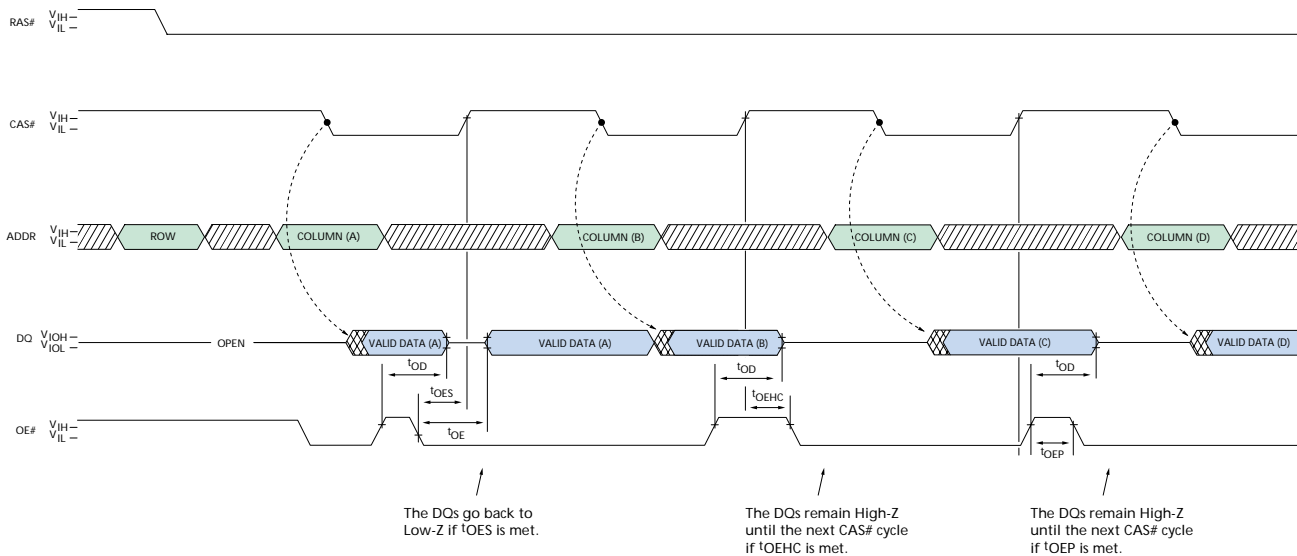 RAS# VIH VIL
CAS# VIH VIL
ADDR VIH VIL ROW COLUMN (A) COLUMN (B) COLUMN (C) COLUMN (D)
DQ VIOH VIOL OPEN VALID DATA (A) VALID DATA (A) VALID DATA (B) VALID DATA (C) VALID DATA (D)
tOD tOD tOD
tOES tOEHC
tOE tOEP
OE# VIH VIL
The DQs go back to
Low-Z if tOES is met.
The DQs remain High-Z
until the next CAS# cycle
if tOEHC is met.
The DQs remain High-Z
until the next CAS# cycle
if tOEP is met.